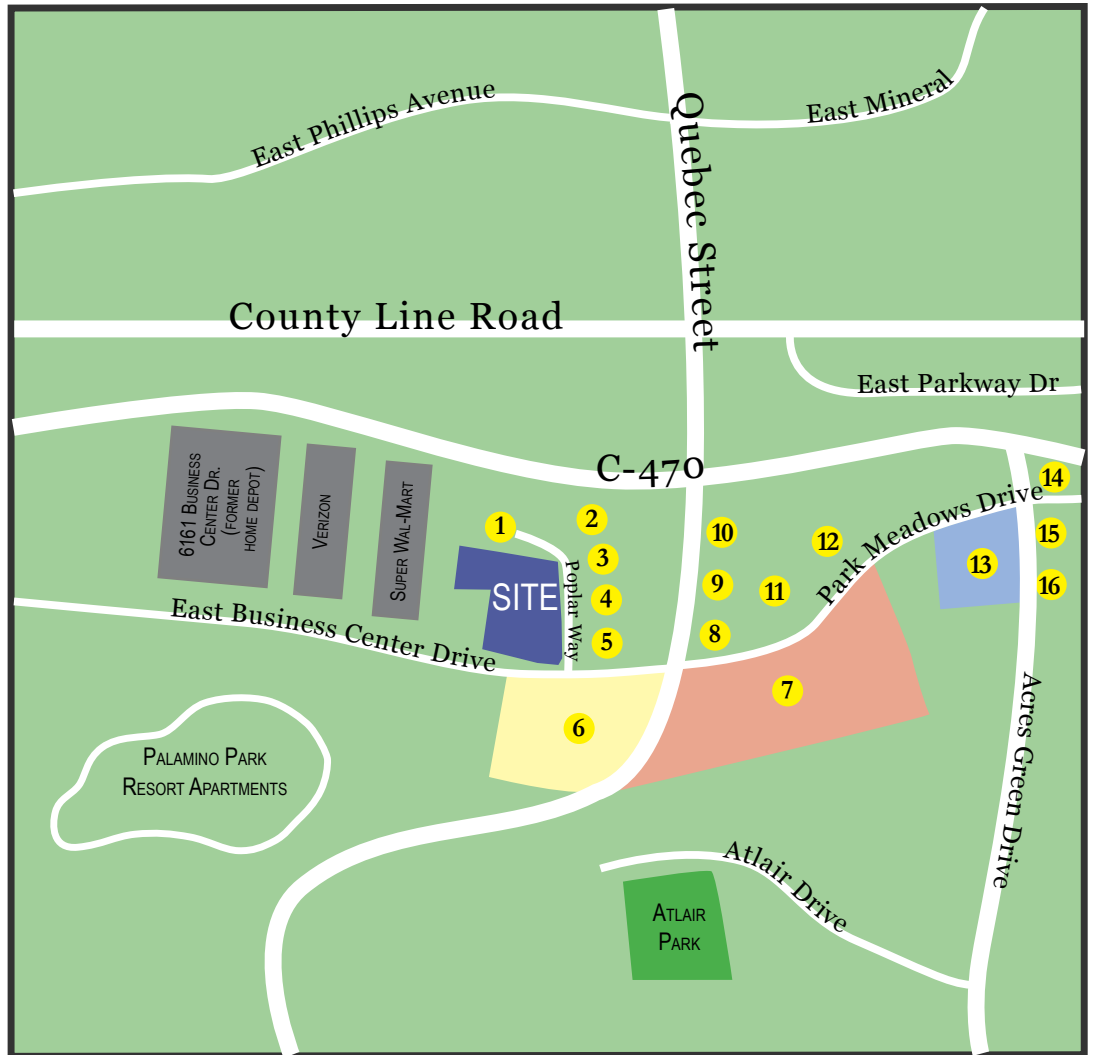 East Phillips Avenue
East Mineral
Quebec Street
County Line Road
East Parkway Dr
C-470
6161 Business
Center Dr.
(former
home depot)
Verizon
Super Wal-Mart
1
2
3
4
5
SITE
Poplar Way
10
9
8
11
12
Park Meadows Drive
13
14
15
16
East Business Center Drive
6
7
Palamino Park
Resort Apartments
Acres Green Drive
Atlair Drive
Atlair
Park